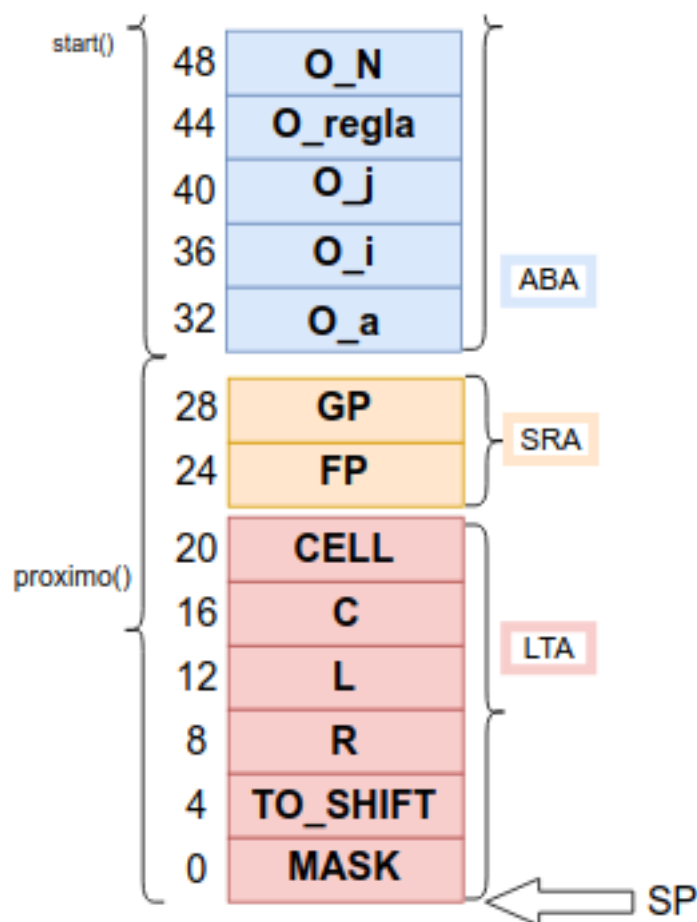 start()
48 O_N
44 O_regla
40 O_j
36 O_i
ABA
32 O_a
28 GP
SRA
24 FP
20 CELL
proximo()
16 C
LTA
12 L
8 R
4 TO_SHIFT
0 MASK
SP